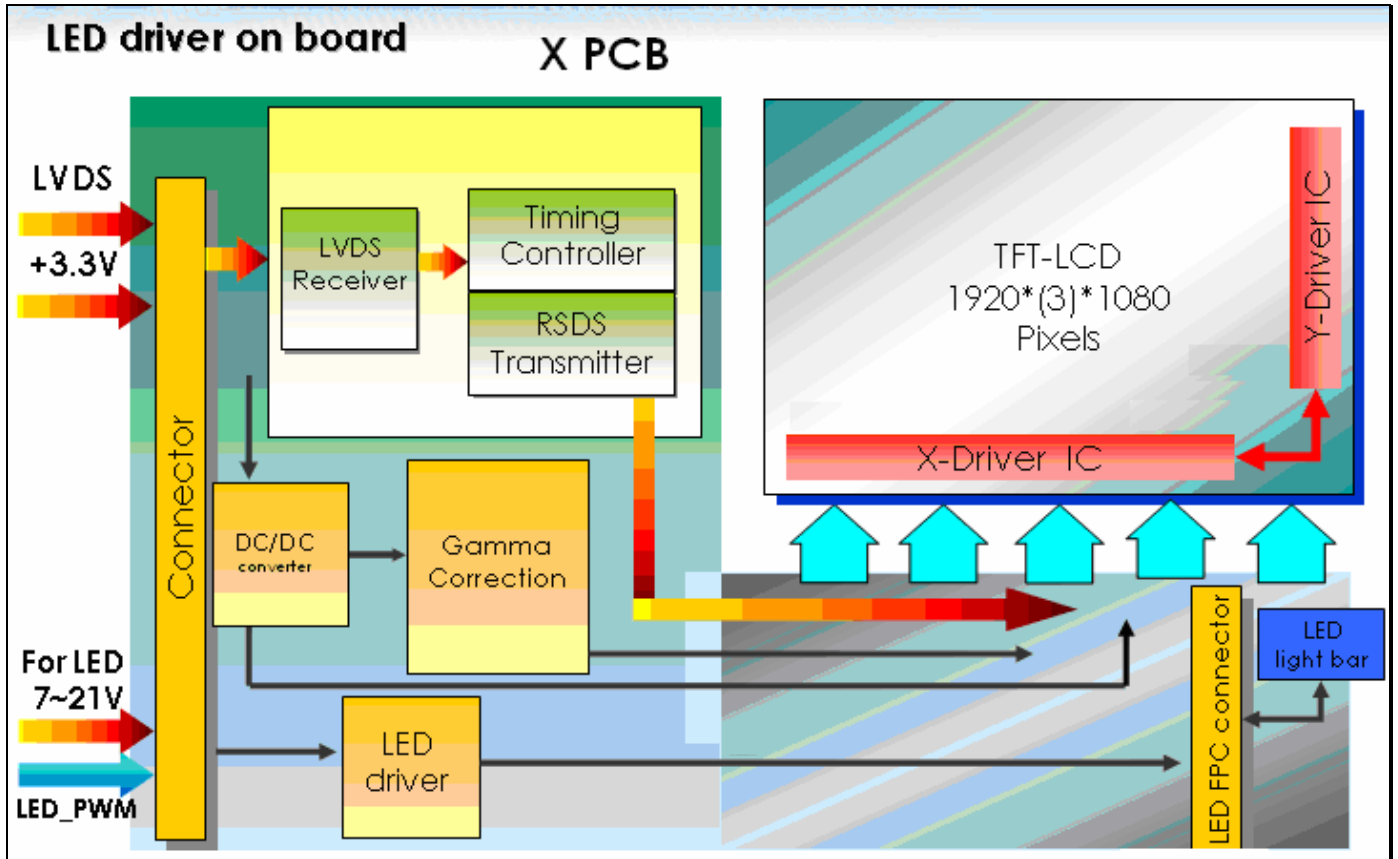 LED driver on board
X PCB
LVDS
+3.3V
For LED
7~21V
LED_PWM
Connector
LVDS
Receiver
Timing
Controller
RSDS
Transmitter
DC/DC
converter
Gamma
Correction
LED
driver
TFT-LCD
1920*(3)*1080
Pixels
Y-Driver IC
X-Driver IC
LED FPC connector
LED
light bar